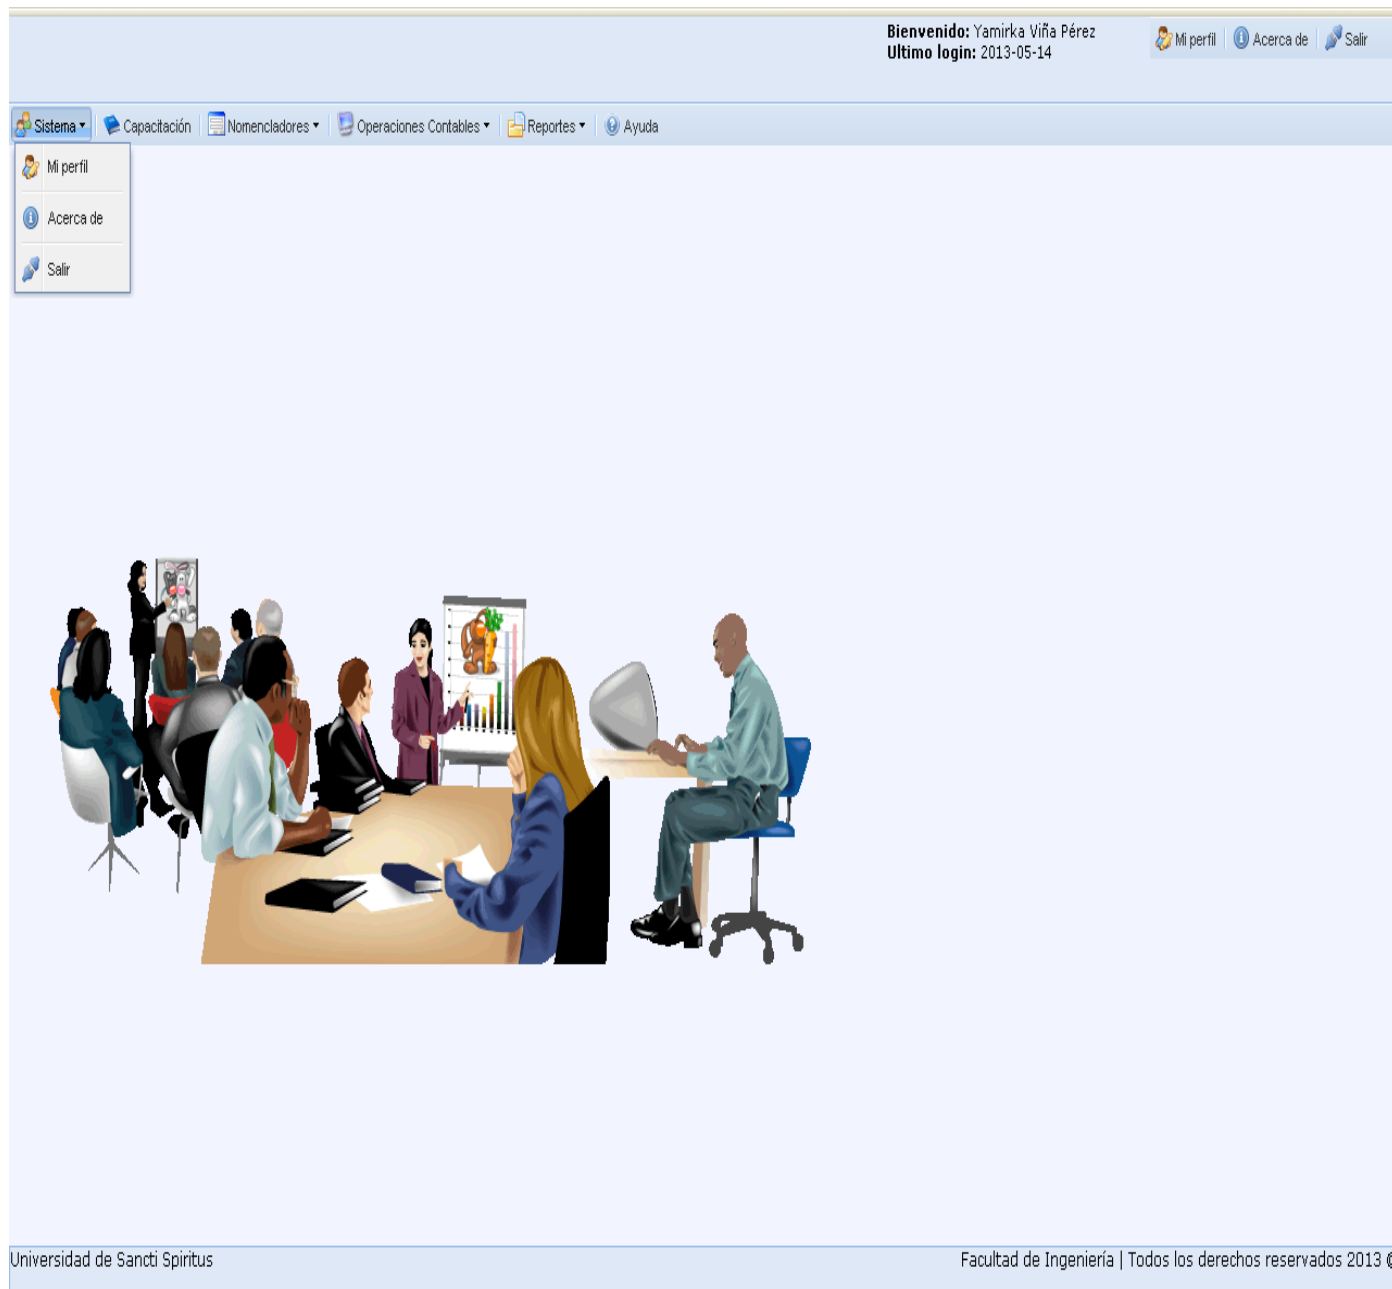 Bienvenido: Yamirka Viña Pérez
Ultimo login: 2013-05-14
Mi perfil Acerca de Salir
Sistema Capacitación Nomencladores Operaciones Contables Reportes Ayuda
Mi perfil
Acerca de
Salir
Universidad de Sancti Spiritus
Facultad de Ingeniería | Todos los derechos reservados 2013 ©